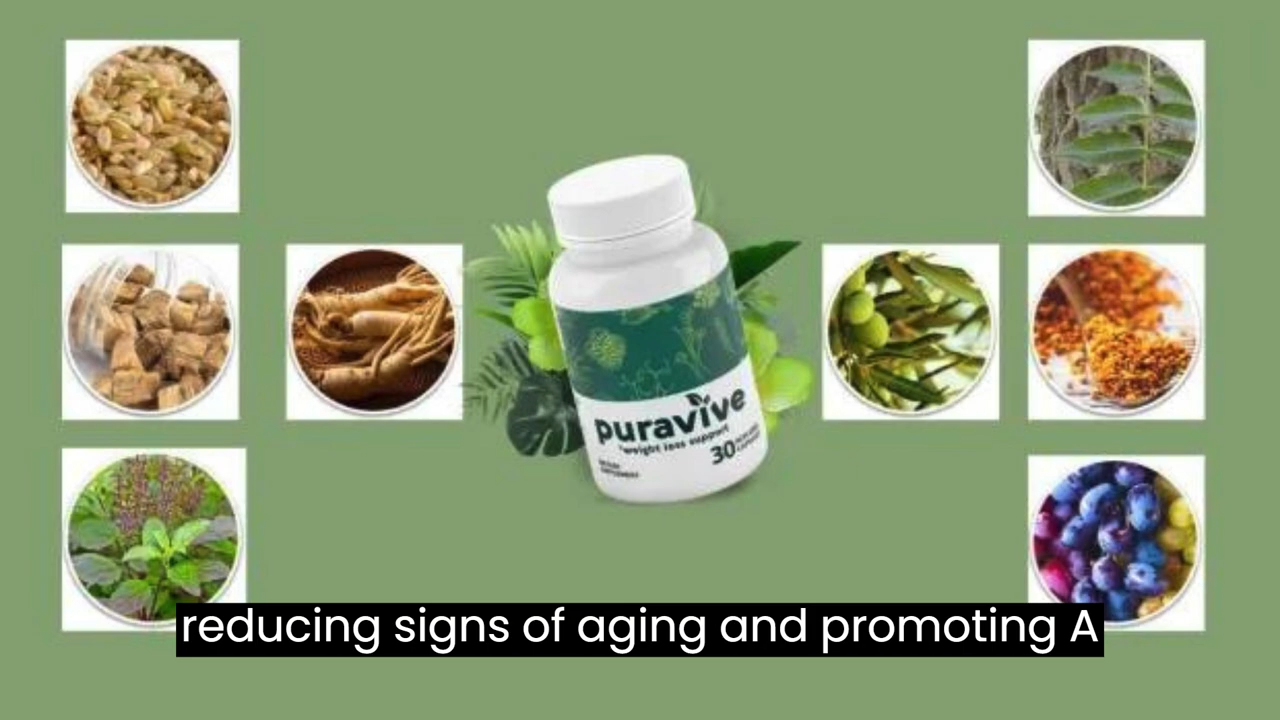 puravive
weight loss support
30
reducing signs of aging and promoting A